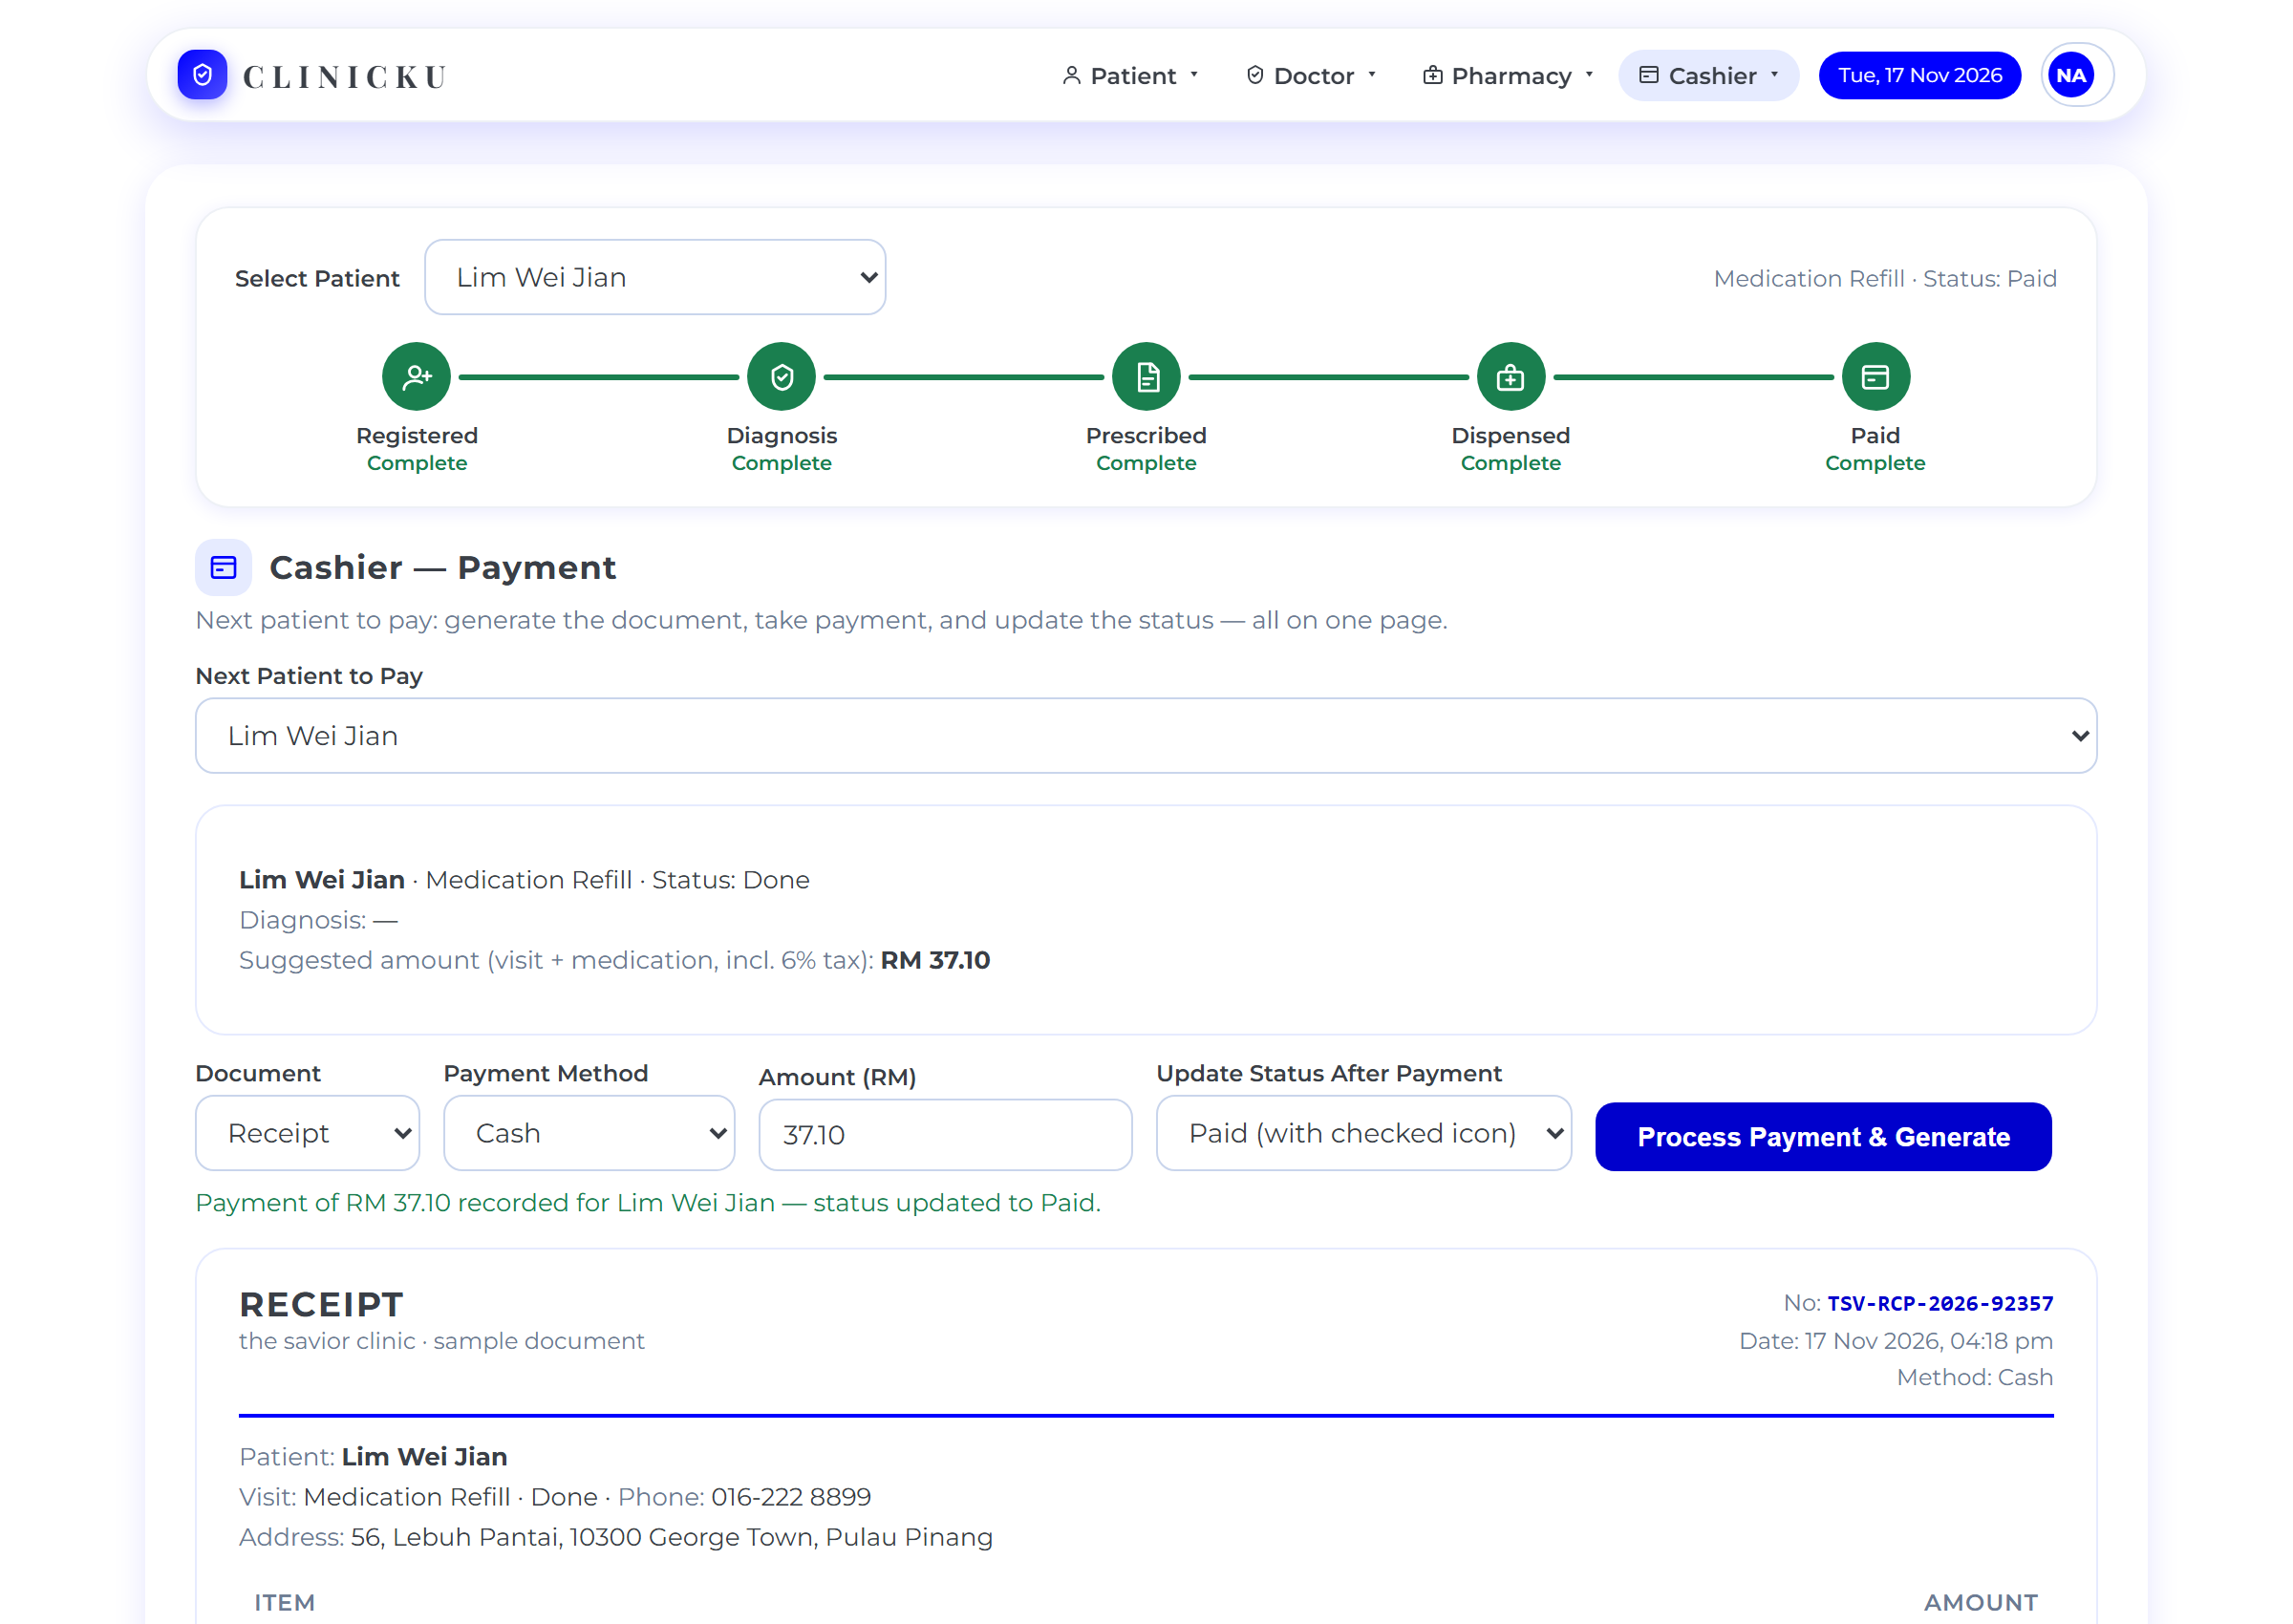 CLINICKU
Patient Doctor Pharmacy Cashier Tue, 17 Nov 2026 NA
Select Patient Lim Wei Jian Medication Refill · Status: Paid
Registered Diagnosis Prescribed Dispensed Paid
Complete Complete Complete Complete Complete
Cashier — Payment
Next patient to pay: generate the document, take payment, and update the status — all on one page.
Next Patient to Pay
Lim Wei Jian
Lim Wei Jian · Medication Refill · Status: Done
Diagnosis: —
Suggested amount (visit + medication, incl. 6% tax): RM 37.10
Document Payment Method Amount (RM) Update Status After Payment
Receipt Cash 37.10 Paid (with checked icon) Process Payment & Generate
Payment of RM 37.10 recorded for Lim Wei Jian — status updated to Paid.
RECEIPT
the savior clinic · sample document
No: TSV-RCP-2026-92357
Date: 17 Nov 2026, 04:18 pm
Method: Cash
Patient: Lim Wei Jian
Visit: Medication Refill · Done · Phone: 016-222 8899
Address: 56, Lebuh Pantai, 10300 George Town, Pulau Pinang
ITEM AMOUNT